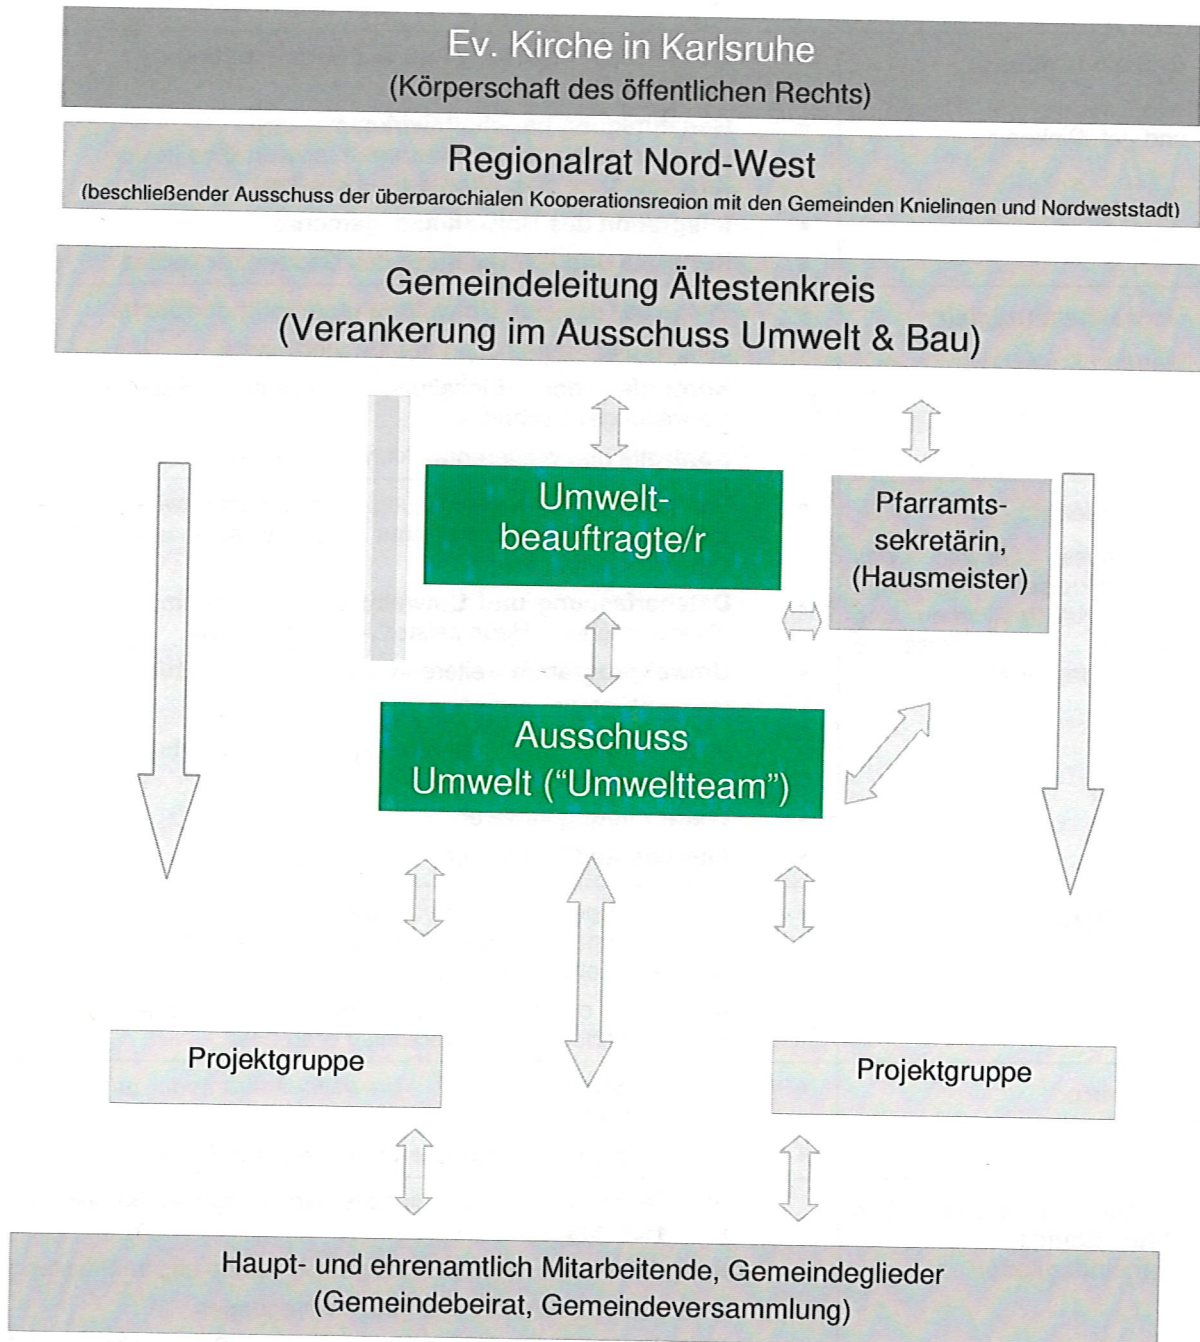 Ev. Kirche in Karlsruhe
(Körperschaft des öffentlichen Rechts)
Regionalrat Nord-West
(beschließender Ausschuss der überparochialen Kooperationsregion mit den Gemeinden Knielingen und Nordweststadt)
Gemeindeleitung Ältestenkreis
(Verankerung im Ausschuss Umwelt & Bau)
Umwelt-
beauftragte/r
Pfarramts-
sekretärin,
(Hausmeister)
Ausschuss
Umwelt (“Umweltteam”)
Projektgruppe
Projektgruppe
Haupt- und ehrenamtlich Mitarbeitende, Gemeindeglieder
(Gemeindebeirat, Gemeindeversammlung)